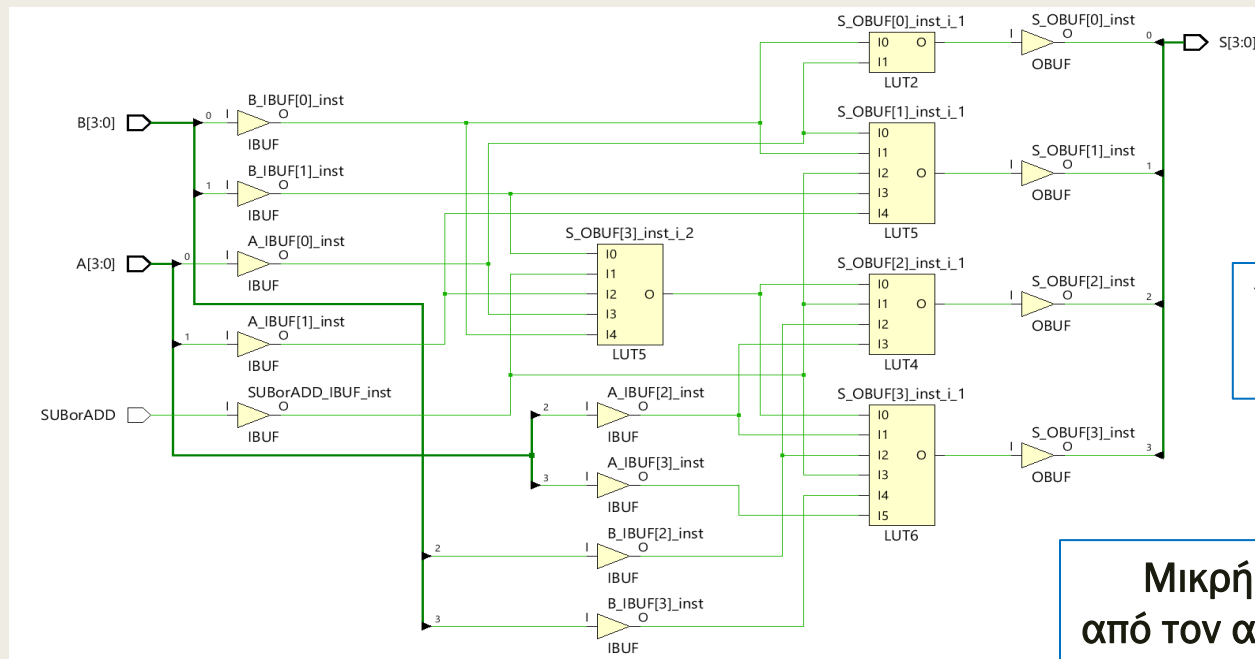 S_OBUF[0]_inst_i_1
S_OBUF[0]_inst
I0
O
I1
LUT2
I
O
OBUF
0
S[3:0]
B[3:0]
0
I
B_IBUF[0]_inst
O
IBUF
S_OBUF[1]_inst_i_1
I0
I1
I2
O
I3
I4
LUT5
S_OBUF[1]_inst
I
O
OBUF
1
1
I
B_IBUF[1]_inst
O
IBUF
A[3:0]
0
I
A_IBUF[0]_inst
O
IBUF
S_OBUF[3]_inst_i_2
I0
I1
I2
O
I3
I4
LUT5
S_OBUF[2]_inst_i_1
I0
I1
O
I2
I3
LUT4
S_OBUF[2]_inst
I
O
OBUF
2
1
I
A_IBUF[1]_inst
O
IBUF
SUBorADD
I
SUBorADD_IBUF_inst
O
IBUF
2
I
A_IBUF[2]_inst
O
IBUF
S_OBUF[3]_inst_i_1
I0
I1
I2
O
I3
I4
I5
LUT6
S_OBUF[3]_inst
I
O
OBUF
3
3
I
A_IBUF[3]_inst
O
IBUF
2
I
B_IBUF[2]_inst
O
IBUF
3
I
B_IBUF[3]_inst
O
IBUF
Μικρή
από τον α